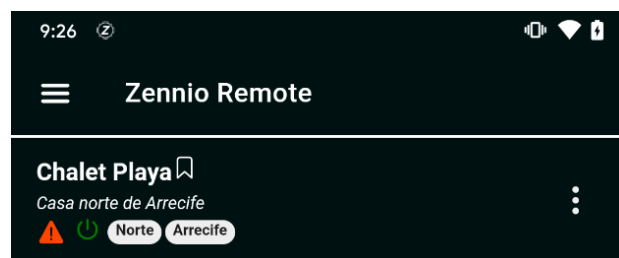 9:26
Zennio Remote
Chalet Playa
Casa norte de Arrecife
Norte Arrecife